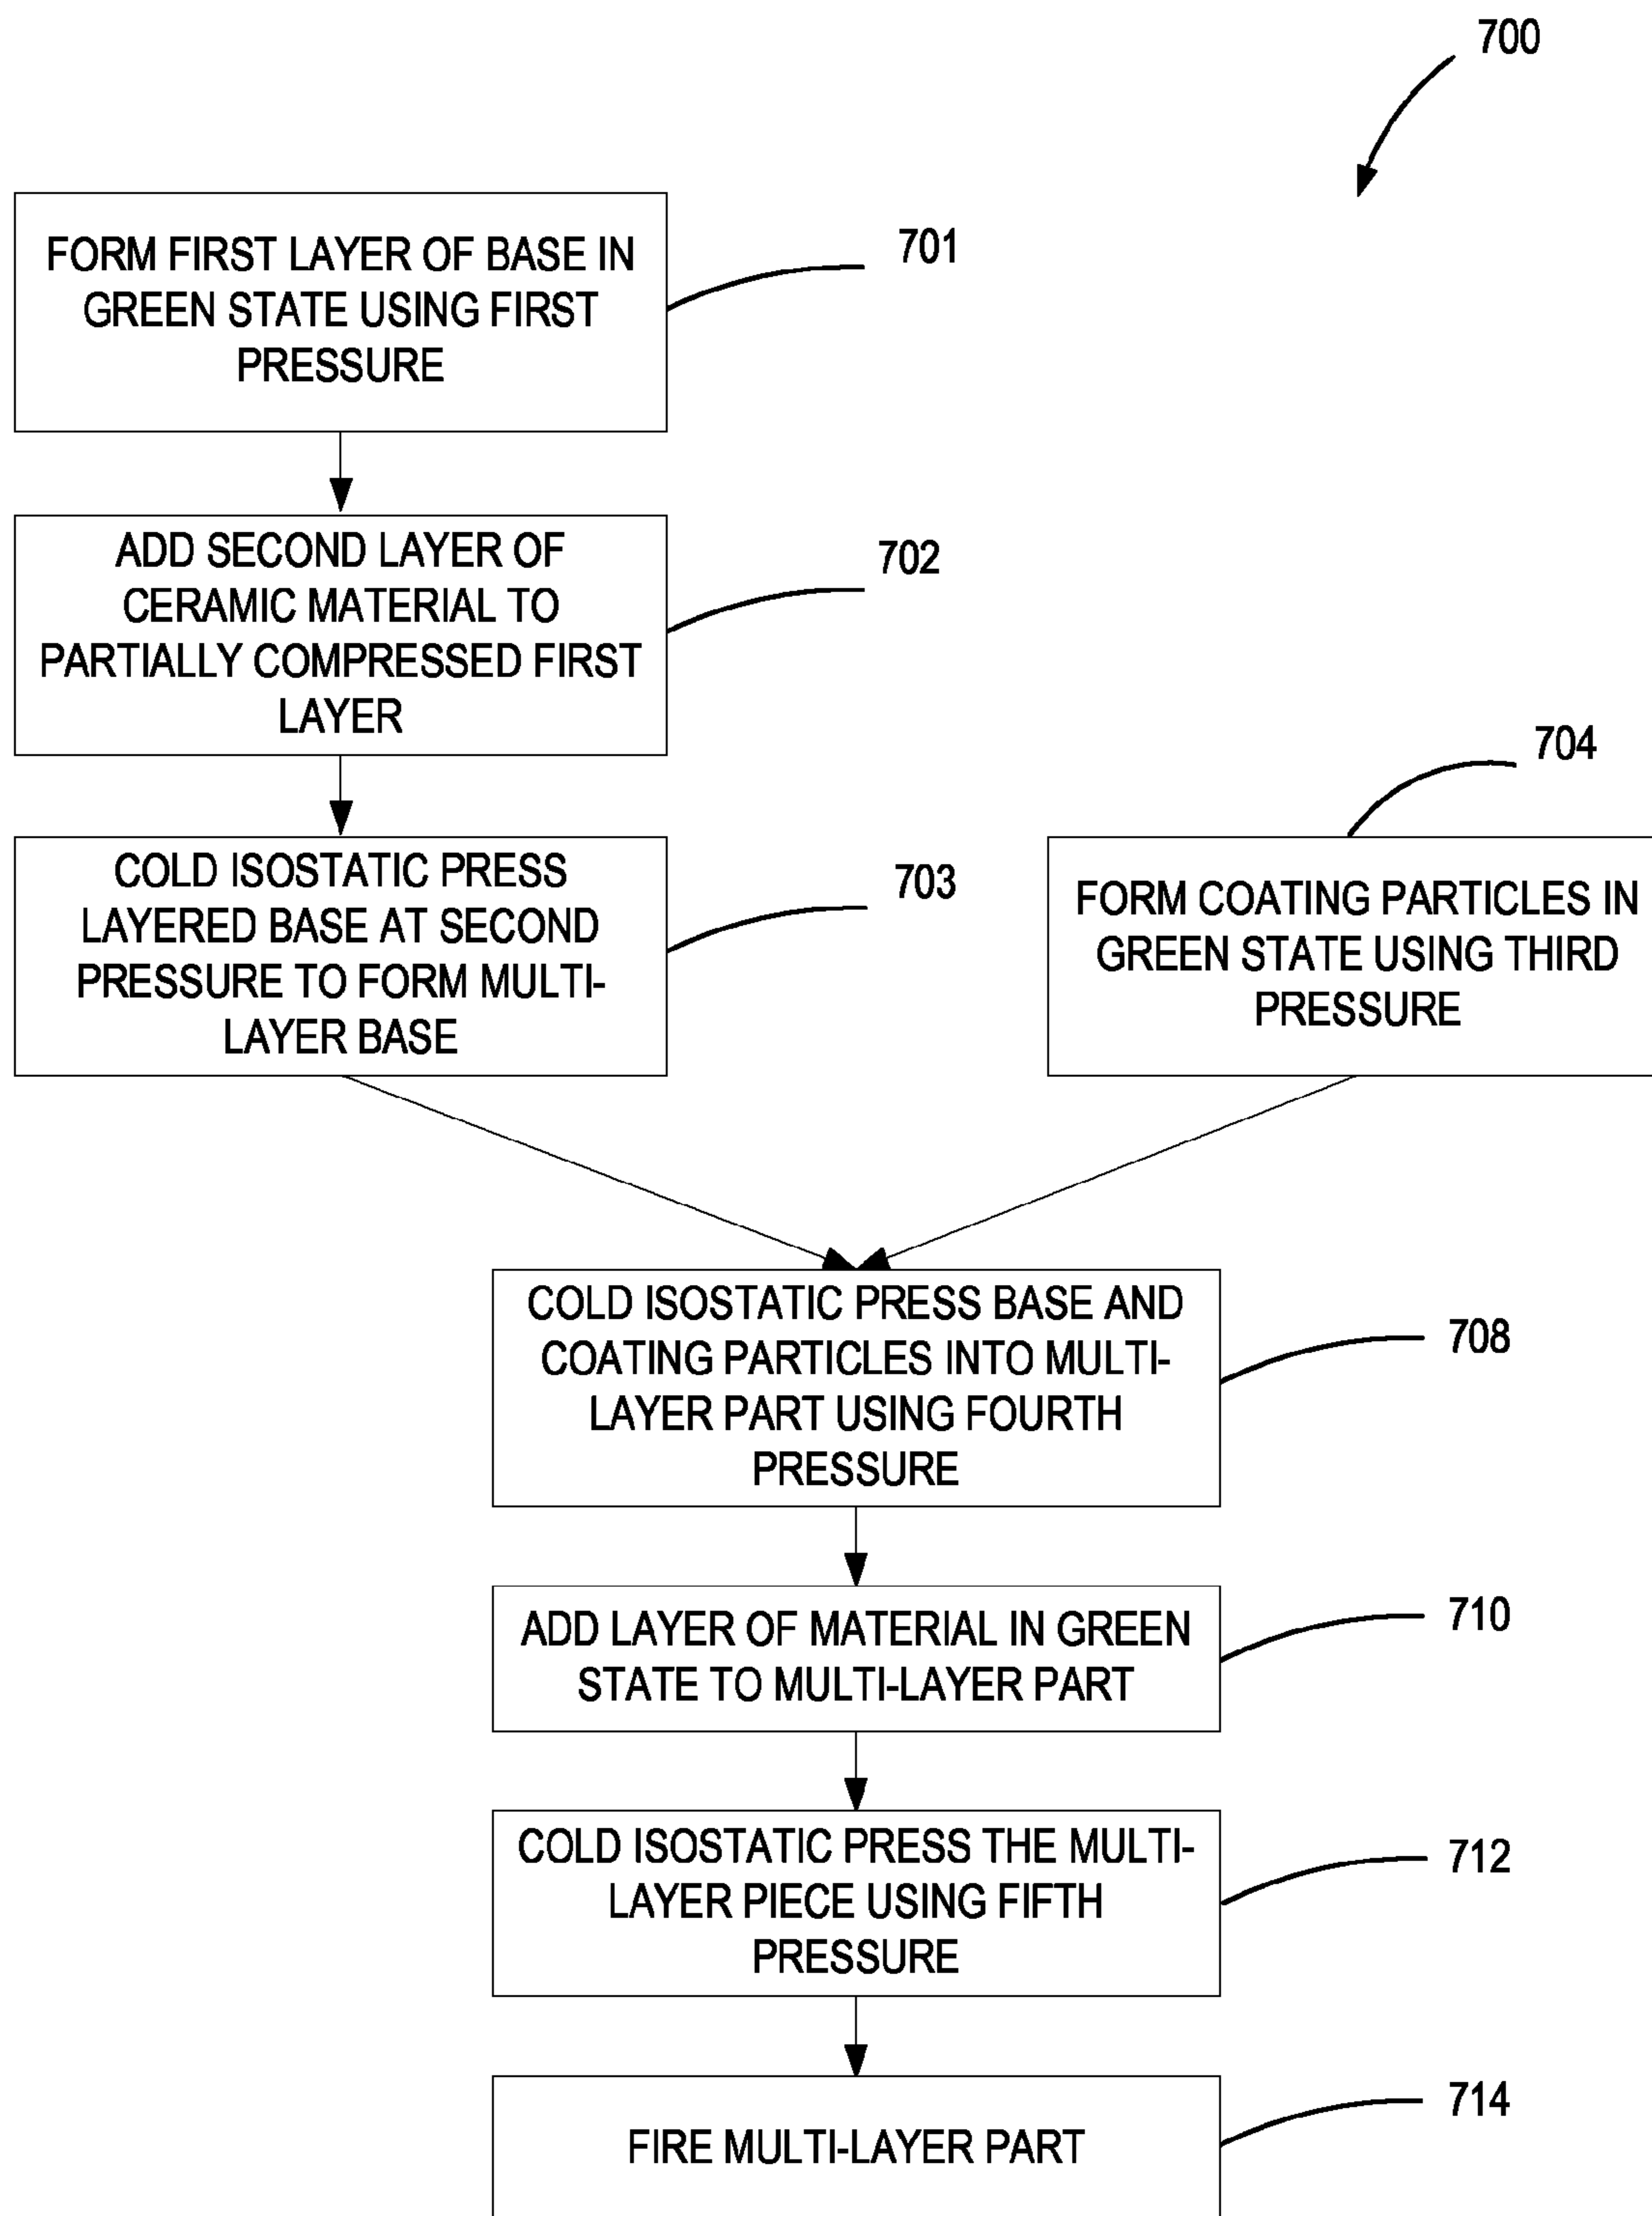 700
FORM FIRST LAYER OF BASE IN
GREEN STATE USING FIRST
PRESSURE
701
ADD SECOND LAYER OF
CERAMIC MATERIAL TO
PARTIALLY COMPRESSED FIRST
LAYER
702
COLD ISOSTATIC PRESS
LAYERED BASE AT SECOND
PRESSURE TO FORM MULTI-
LAYER BASE
703
704
FORM COATING PARTICLES IN
GREEN STATE USING THIRD
PRESSURE
COLD ISOSTATIC PRESS BASE AND
COATING PARTICLES INTO MULTI-
LAYER PART USING FOURTH
PRESSURE
708
ADD LAYER OF MATERIAL IN GREEN
STATE TO MULTI-LAYER PART
710
COLD ISOSTATIC PRESS THE MULTI-
LAYER PIECE USING FIFTH
PRESSURE
712
FIRE MULTI-LAYER PART
714